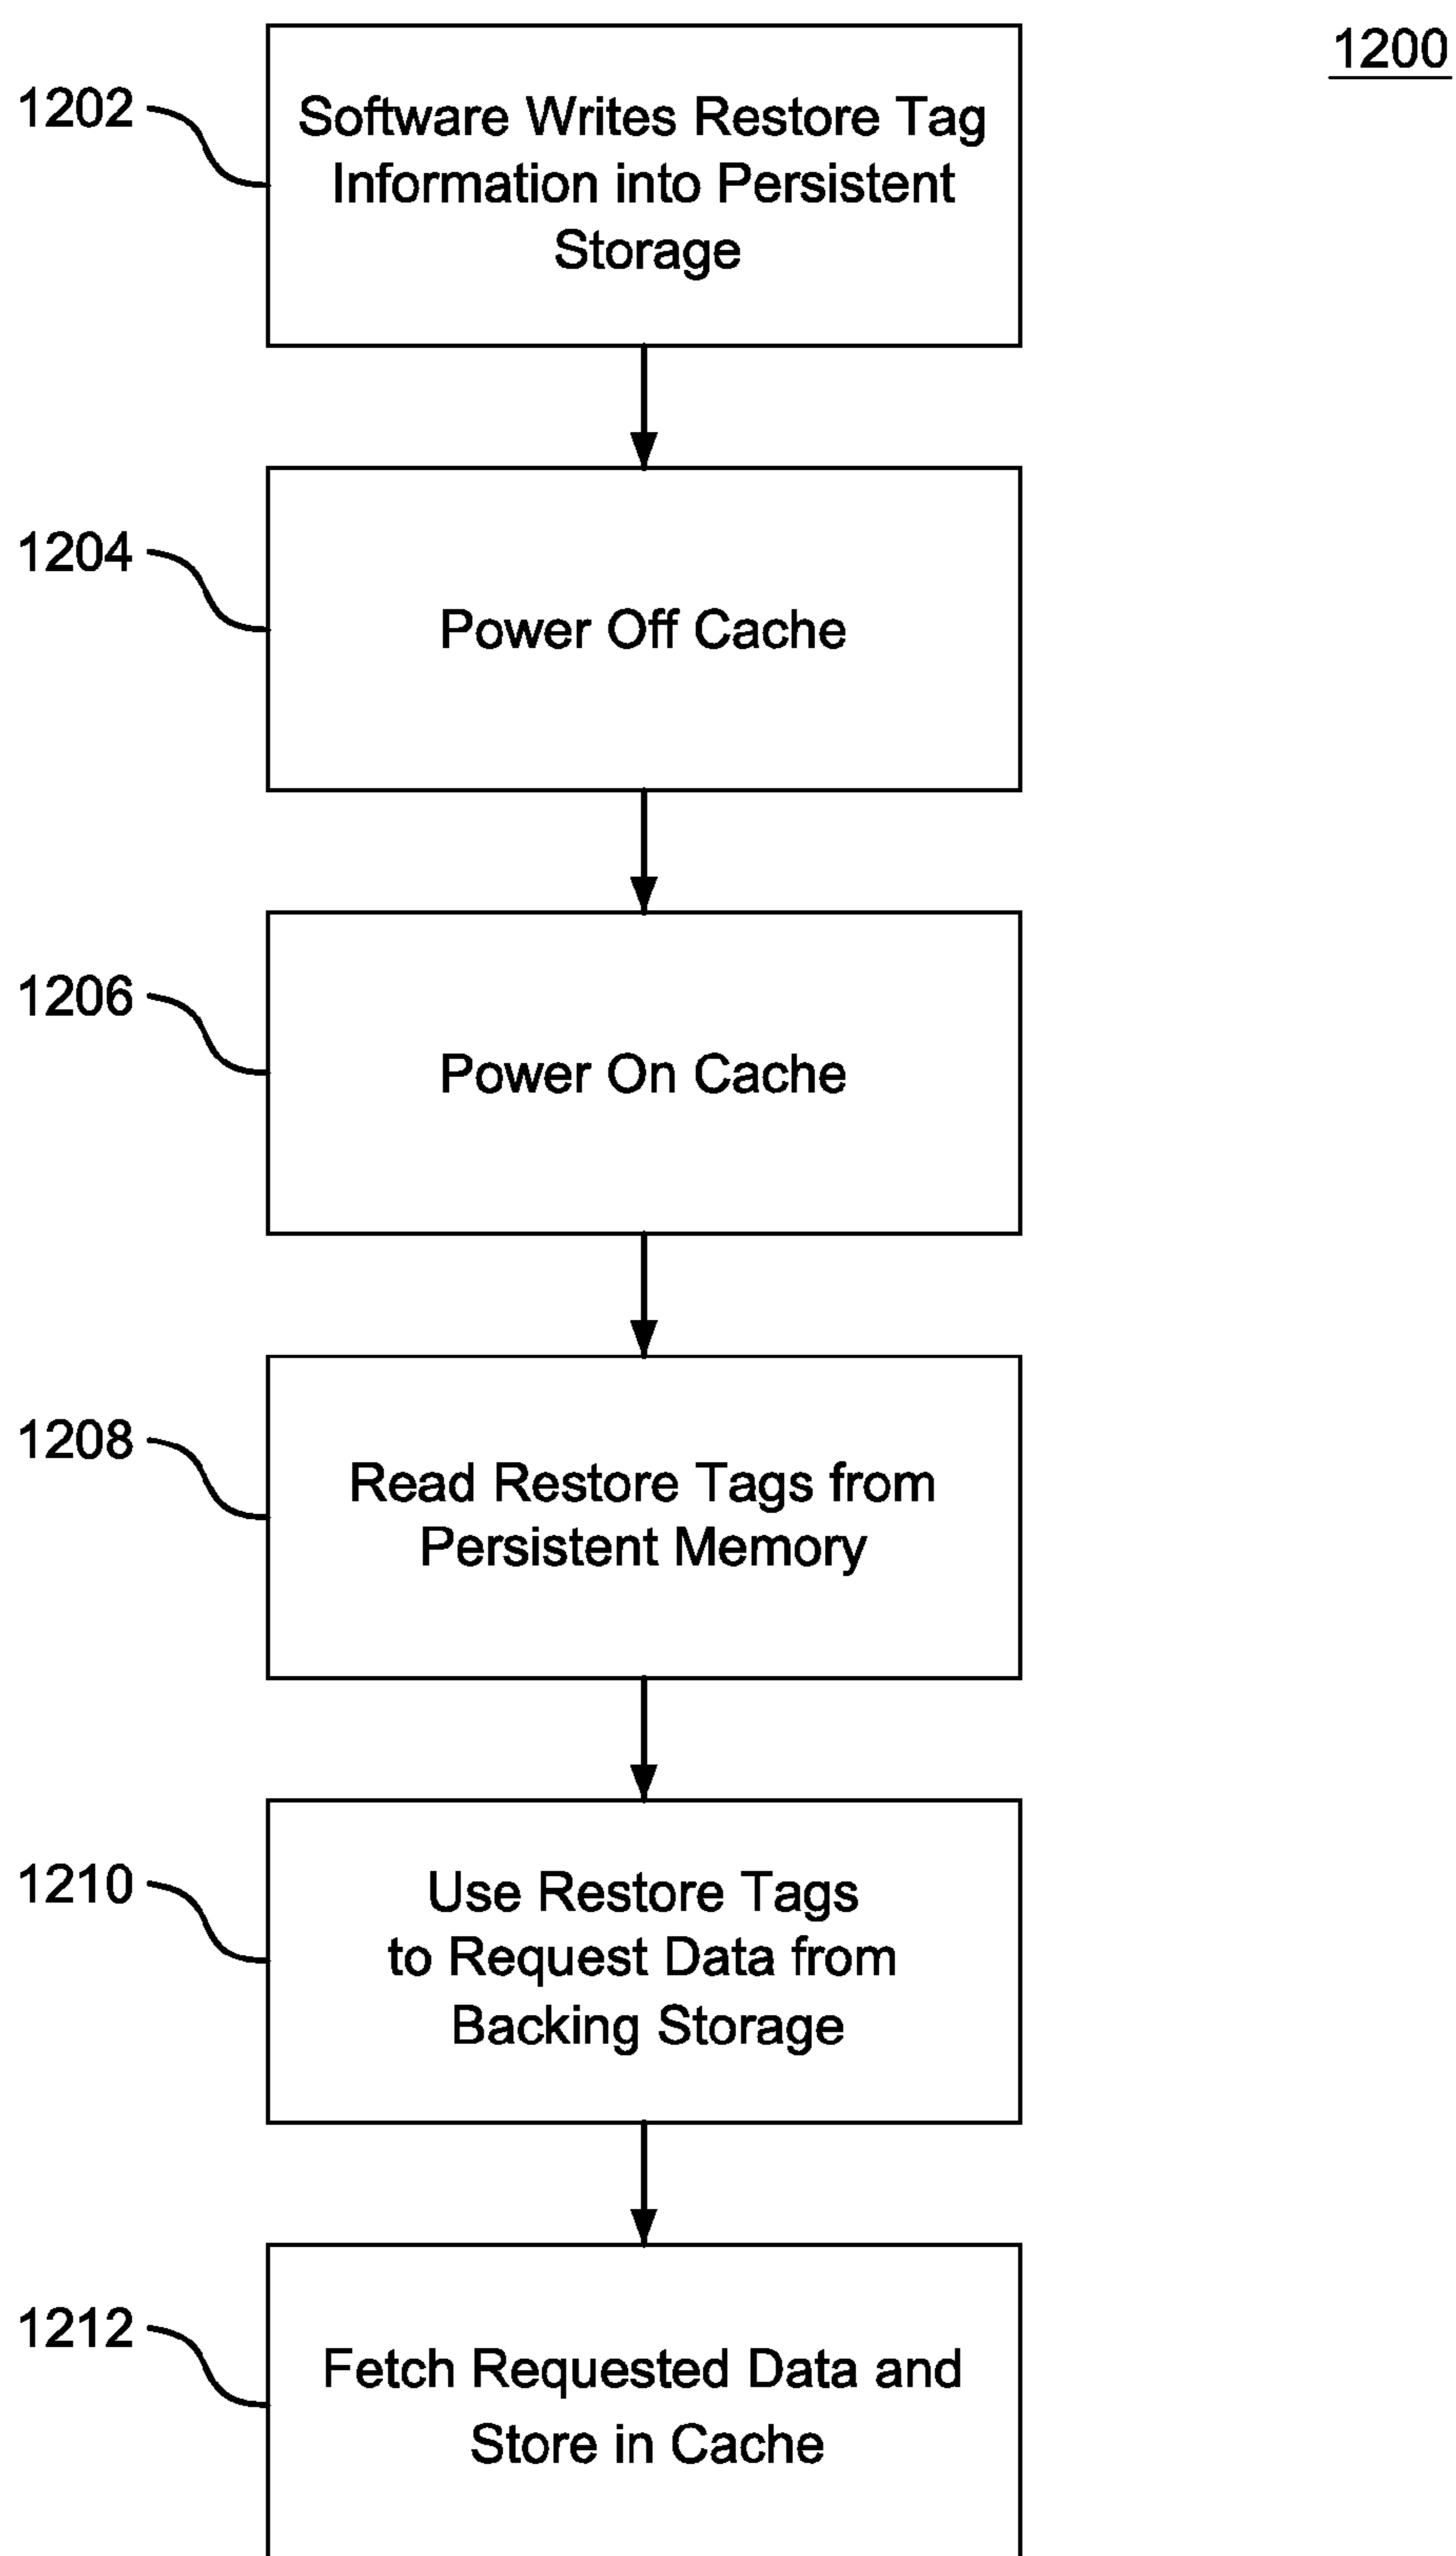 1200
1202
Software Writes Restore Tag
Information into Persistent
Storage
1204
Power Off Cache
1206
Power On Cache
1208
Read Restore Tags from
Persistent Memory
1210
Use Restore Tags
to Request Data from
Backing Storage
1212
Fetch Requested Data and
Store in Cache